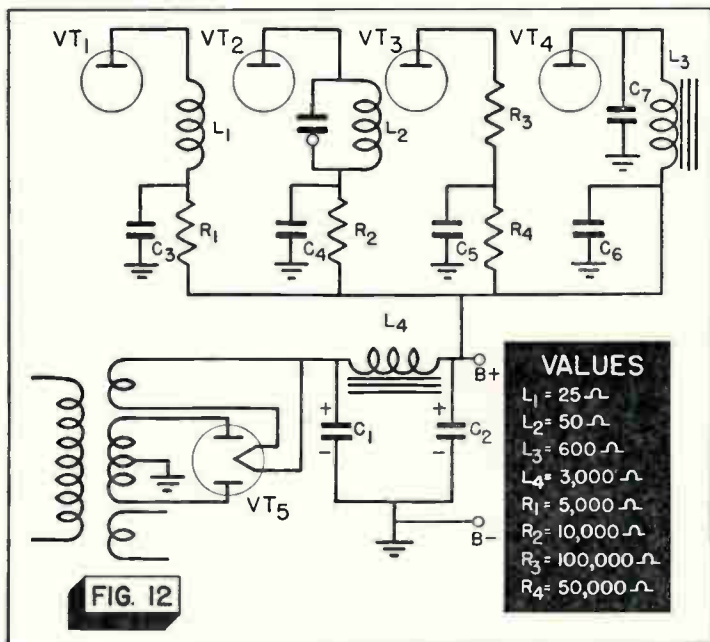 VT1
VT2
VT3
VT4
L3
C7
L1
L2
R3
C3
R1
C4
R2
C5
R4
C6
L4
B+
+
C1
-
+
C2
-
VT5
B-
FIG. 12
VALUES
L1 = 25 Ω
L2 = 50 Ω
L3 = 600 Ω
L4 = 3,000 Ω
R1 = 5,000 Ω
R2 = 10,000 Ω
R3 = 100,000 Ω
R4 = 50,000 Ω